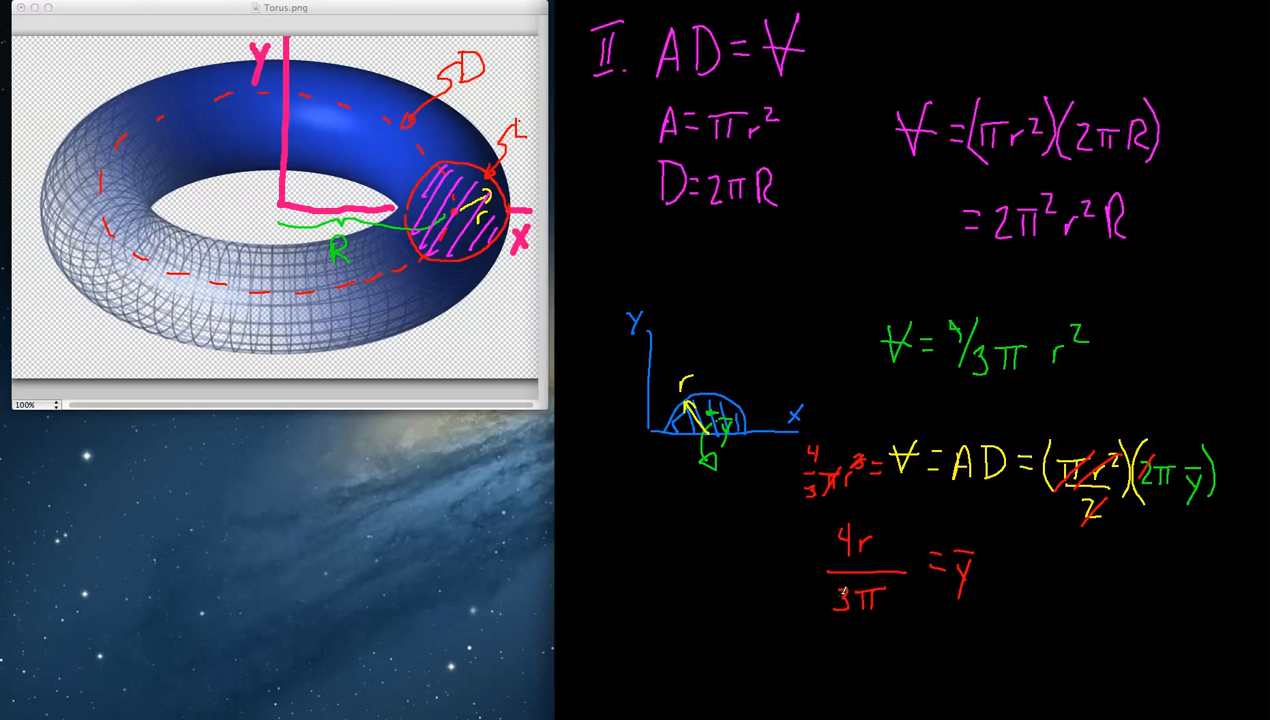 Torus.png
Y
D
L
r
R
X
100%
II. AD = V
A = πr²
D = 2πR
V = (πr²)(2πR)
= 2π²r²R
Y
r
ȳ
X
V = 4/3 π r²
4/3 πr³ = V = AD = (πr²/2)(2πȳ)
4r/3π = ȳ